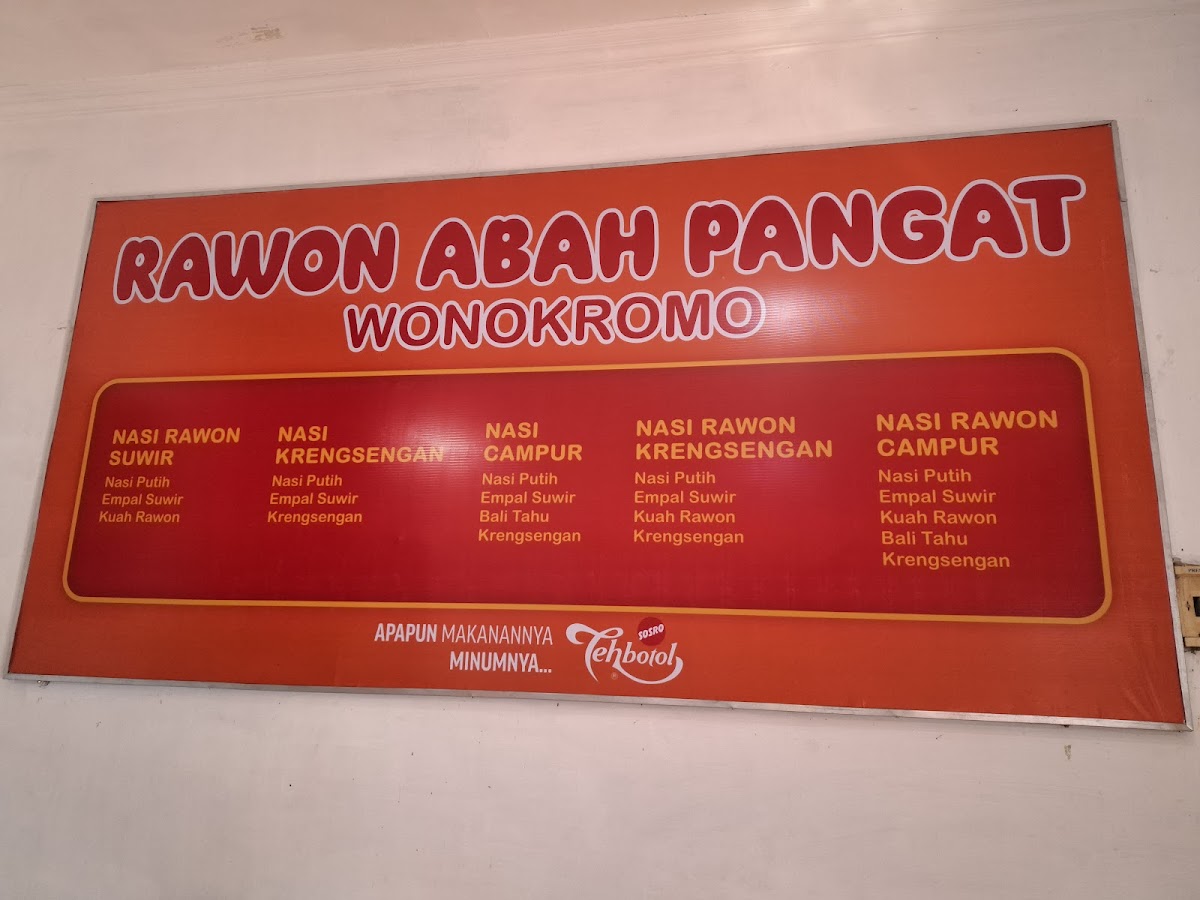 RAWON ABAH PANGAT
WONOKROMO
NASI RAWON
SUWIR
Nasi Putih
Empal Suwir
Kuah Rawon
NASI
KRENGSENGAN
Nasi Putih
Empal Suwir
Krengsengan
NASI
CAMPUR
Nasi Putih
Empal Suwir
Bali Tahu
Krengsengan
NASI RAWON
KRENGSENGAN
Nasi Putih
Empal Suwir
Kuah Rawon
Krengsengan
NASI RAWON
CAMPUR
Nasi Putih
Empal Suwir
Kuah Rawon
Bali Tahu
Krengsengan
APAPUN MAKANANNYA
MINUMNYA...
SOSRO
Tehbotol